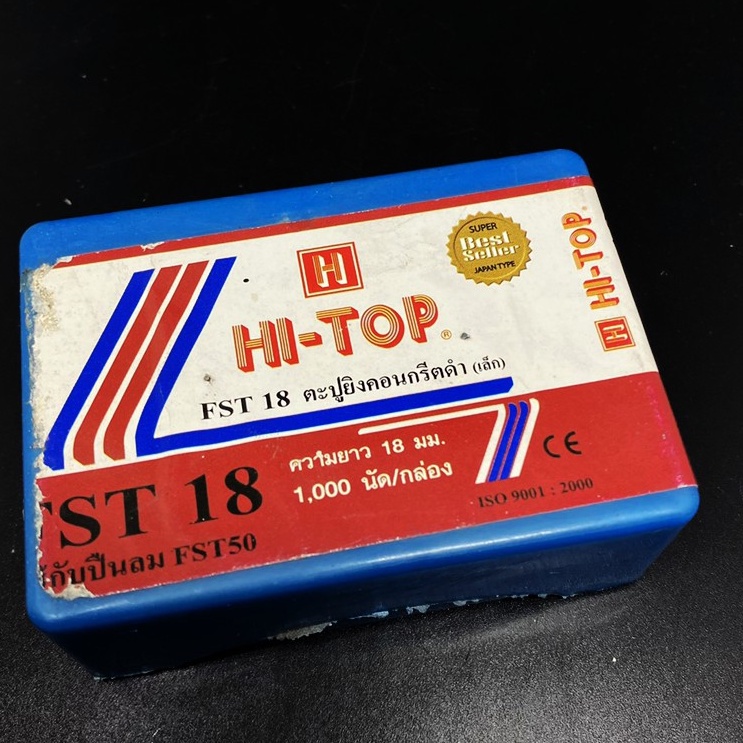 H
HI-TOP®
SUPER
Best
Seller
JAPAN TYPE
H HI-TOP
FST 18 ตะปูยิงคอนกรีตดำ (เล็ก)
ความยาว 18 มม.
1,000 นัด/กล่อง
CE
ISO 9001 : 2000
FST 18
กับปืนลม FST50